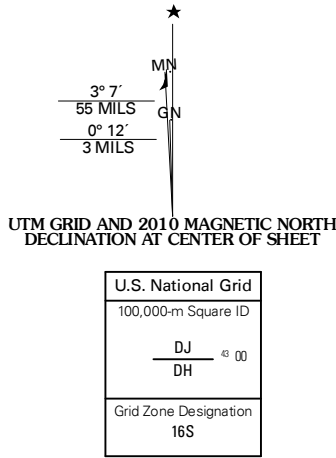 ★
MN
3° 7´
55 MILS
GN
0° 12´
3 MILS
UTM GRID AND 2010 MAGNETIC NORTH
DECLINATION AT CENTER OF SHEET
U.S. National Grid
100,000-m Square ID
DJ
43 00
DH
Grid Zone Designation
16S